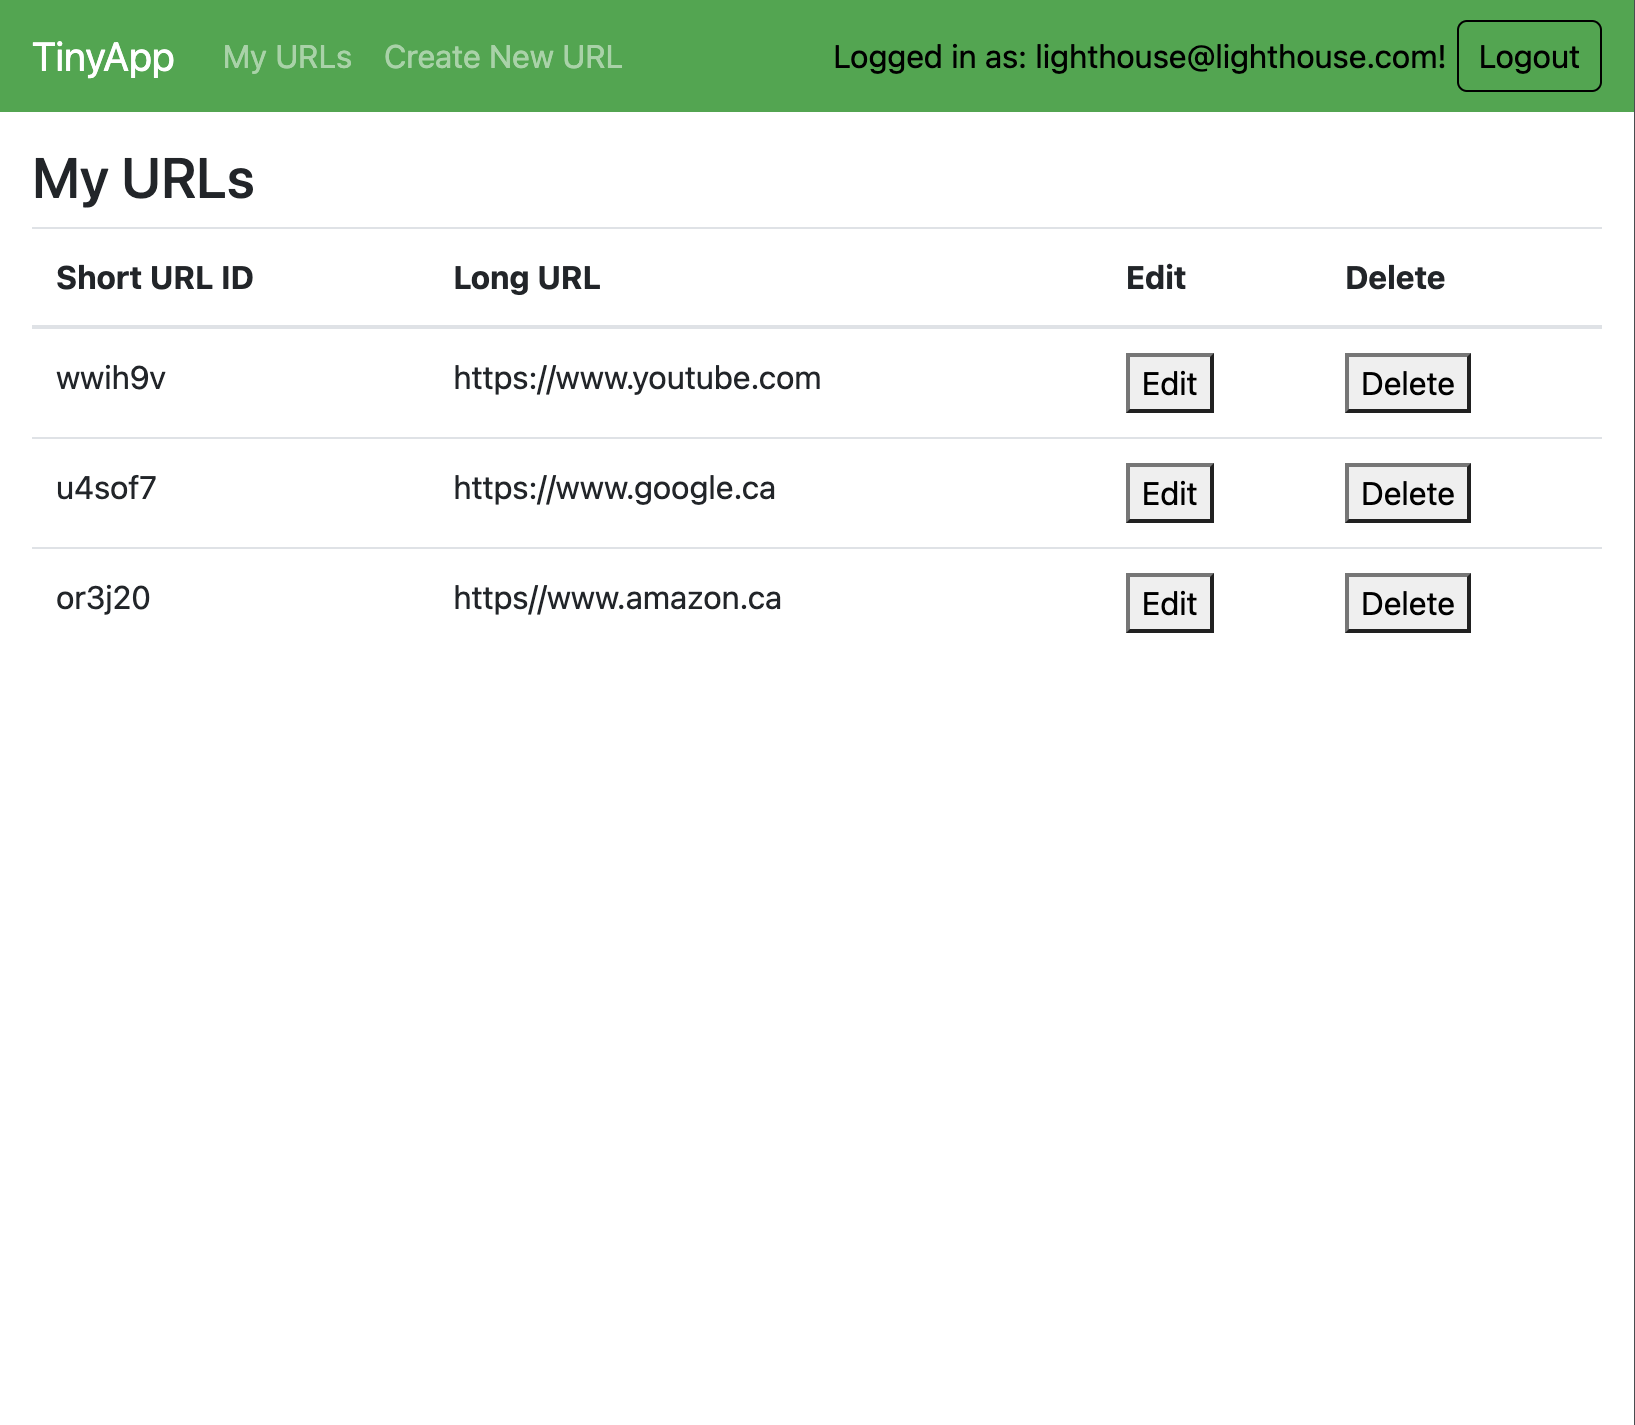 TinyApp My URLs Create New URL Logged in as: lighthouse@lighthouse.com! Logout
My URLs
Short URL ID Long URL Edit Delete
wwih9v https://www.youtube.com Edit Delete
u4sof7 https://www.google.ca Edit Delete
or3j20 https//www.amazon.ca Edit Delete